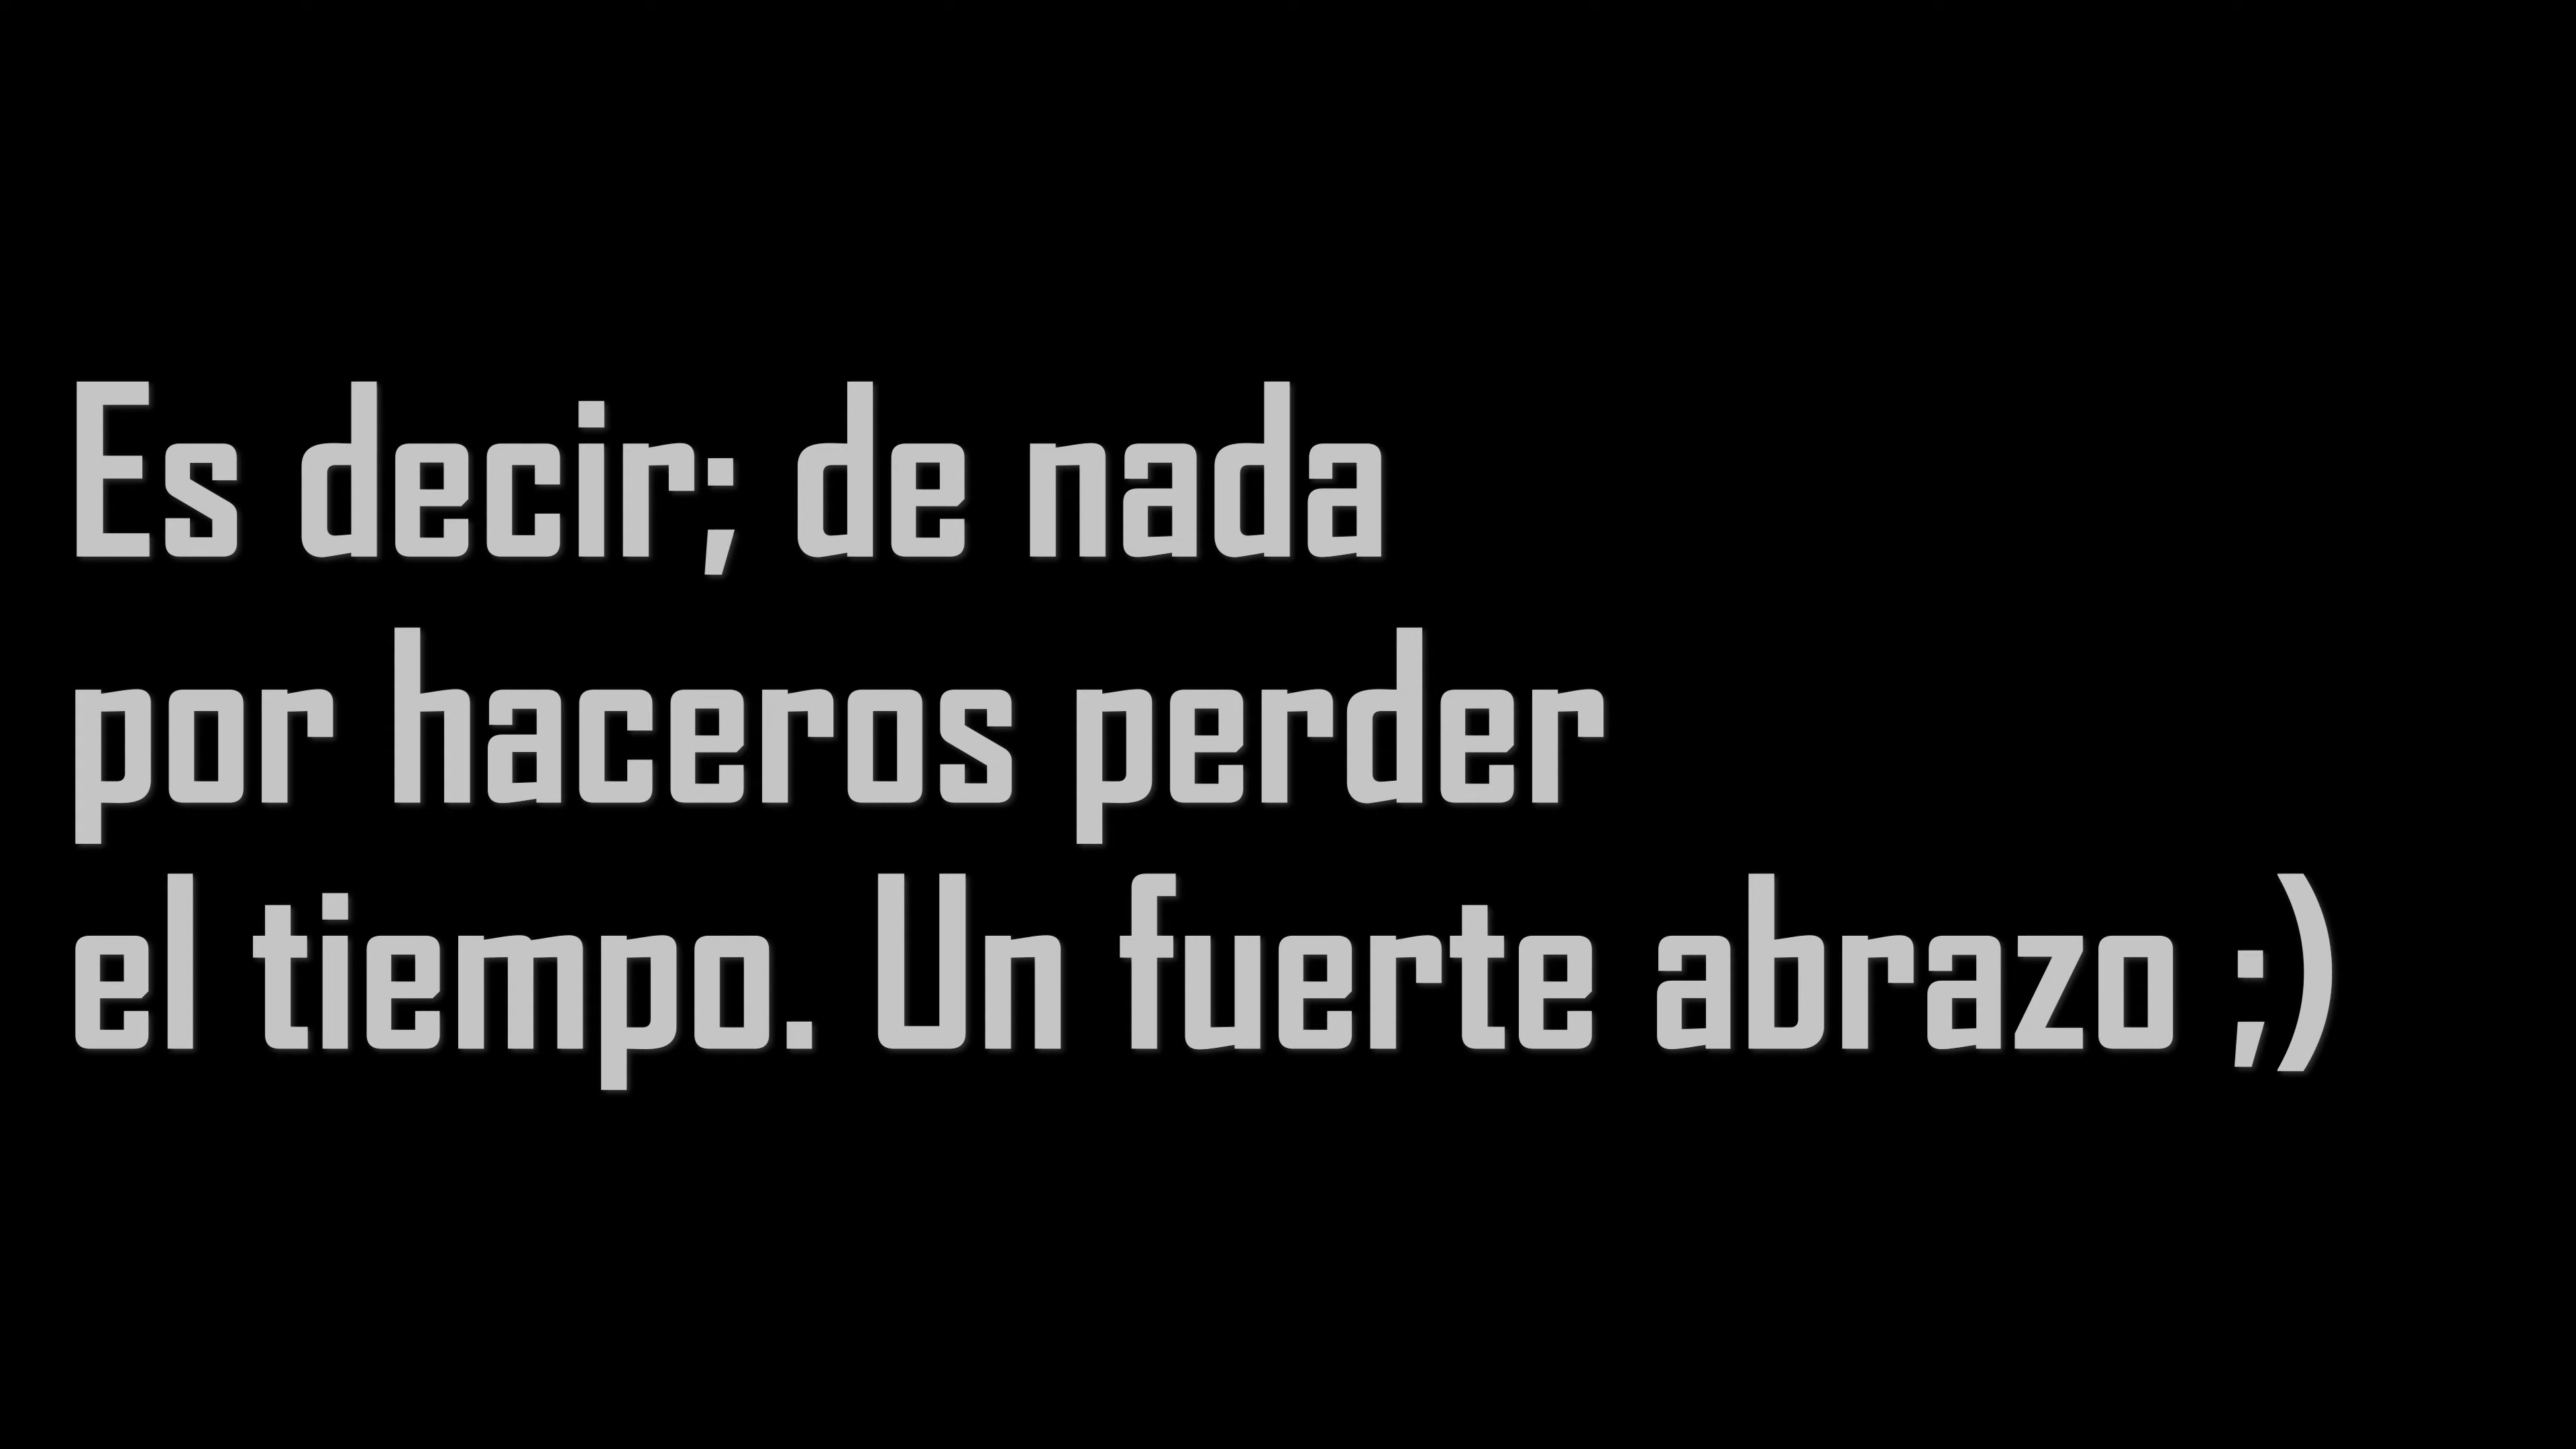 Es decir; de nada
por haceros perder
el tiempo. Un fuerte abrazo ;)